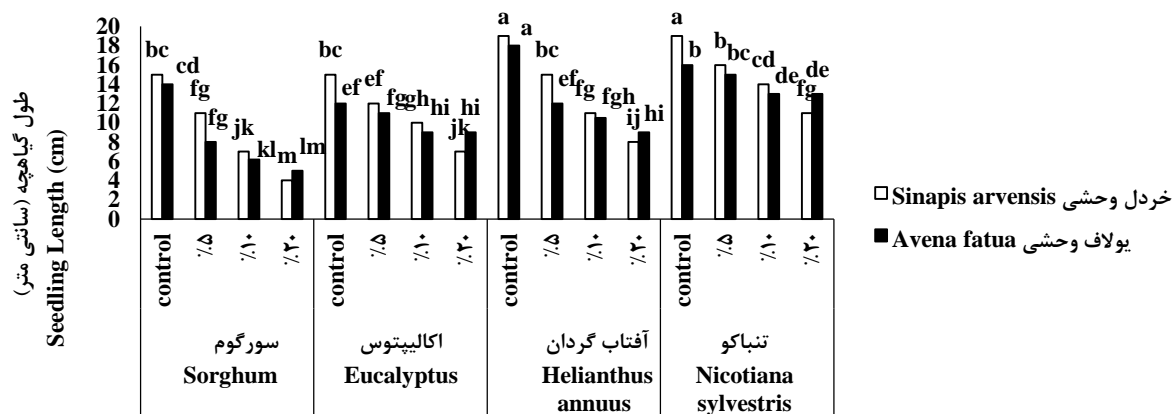 طول گیاهچه (سانتی متر)
Seedling Length (cm)
20
18
16
14
12
10
8
6
4
2
0
bc
cd
fg
fg
jk
kl
m
lm
bc
ef
ef
fg
gh
hi
jk
hi
a
a
bc
ef
fg
fgh
ij
hi
a
b
b
bc
cd
de
fg
de
control
٪۵
٪۱۰
٪۲۰
control
٪۵
٪۱۰
٪۲۰
control
٪۵
٪۱۰
٪۲۰
control
٪۵
٪۱۰
٪۲۰
سورگوم
Sorghum
اکالیپتوس
Eucalyptus
آفتاب گردان
Helianthus
annuus
تنباکو
Nicotiana
sylvestris
خردل وحشی Sinapis arvensis
یولاف وحشی Avena fatua